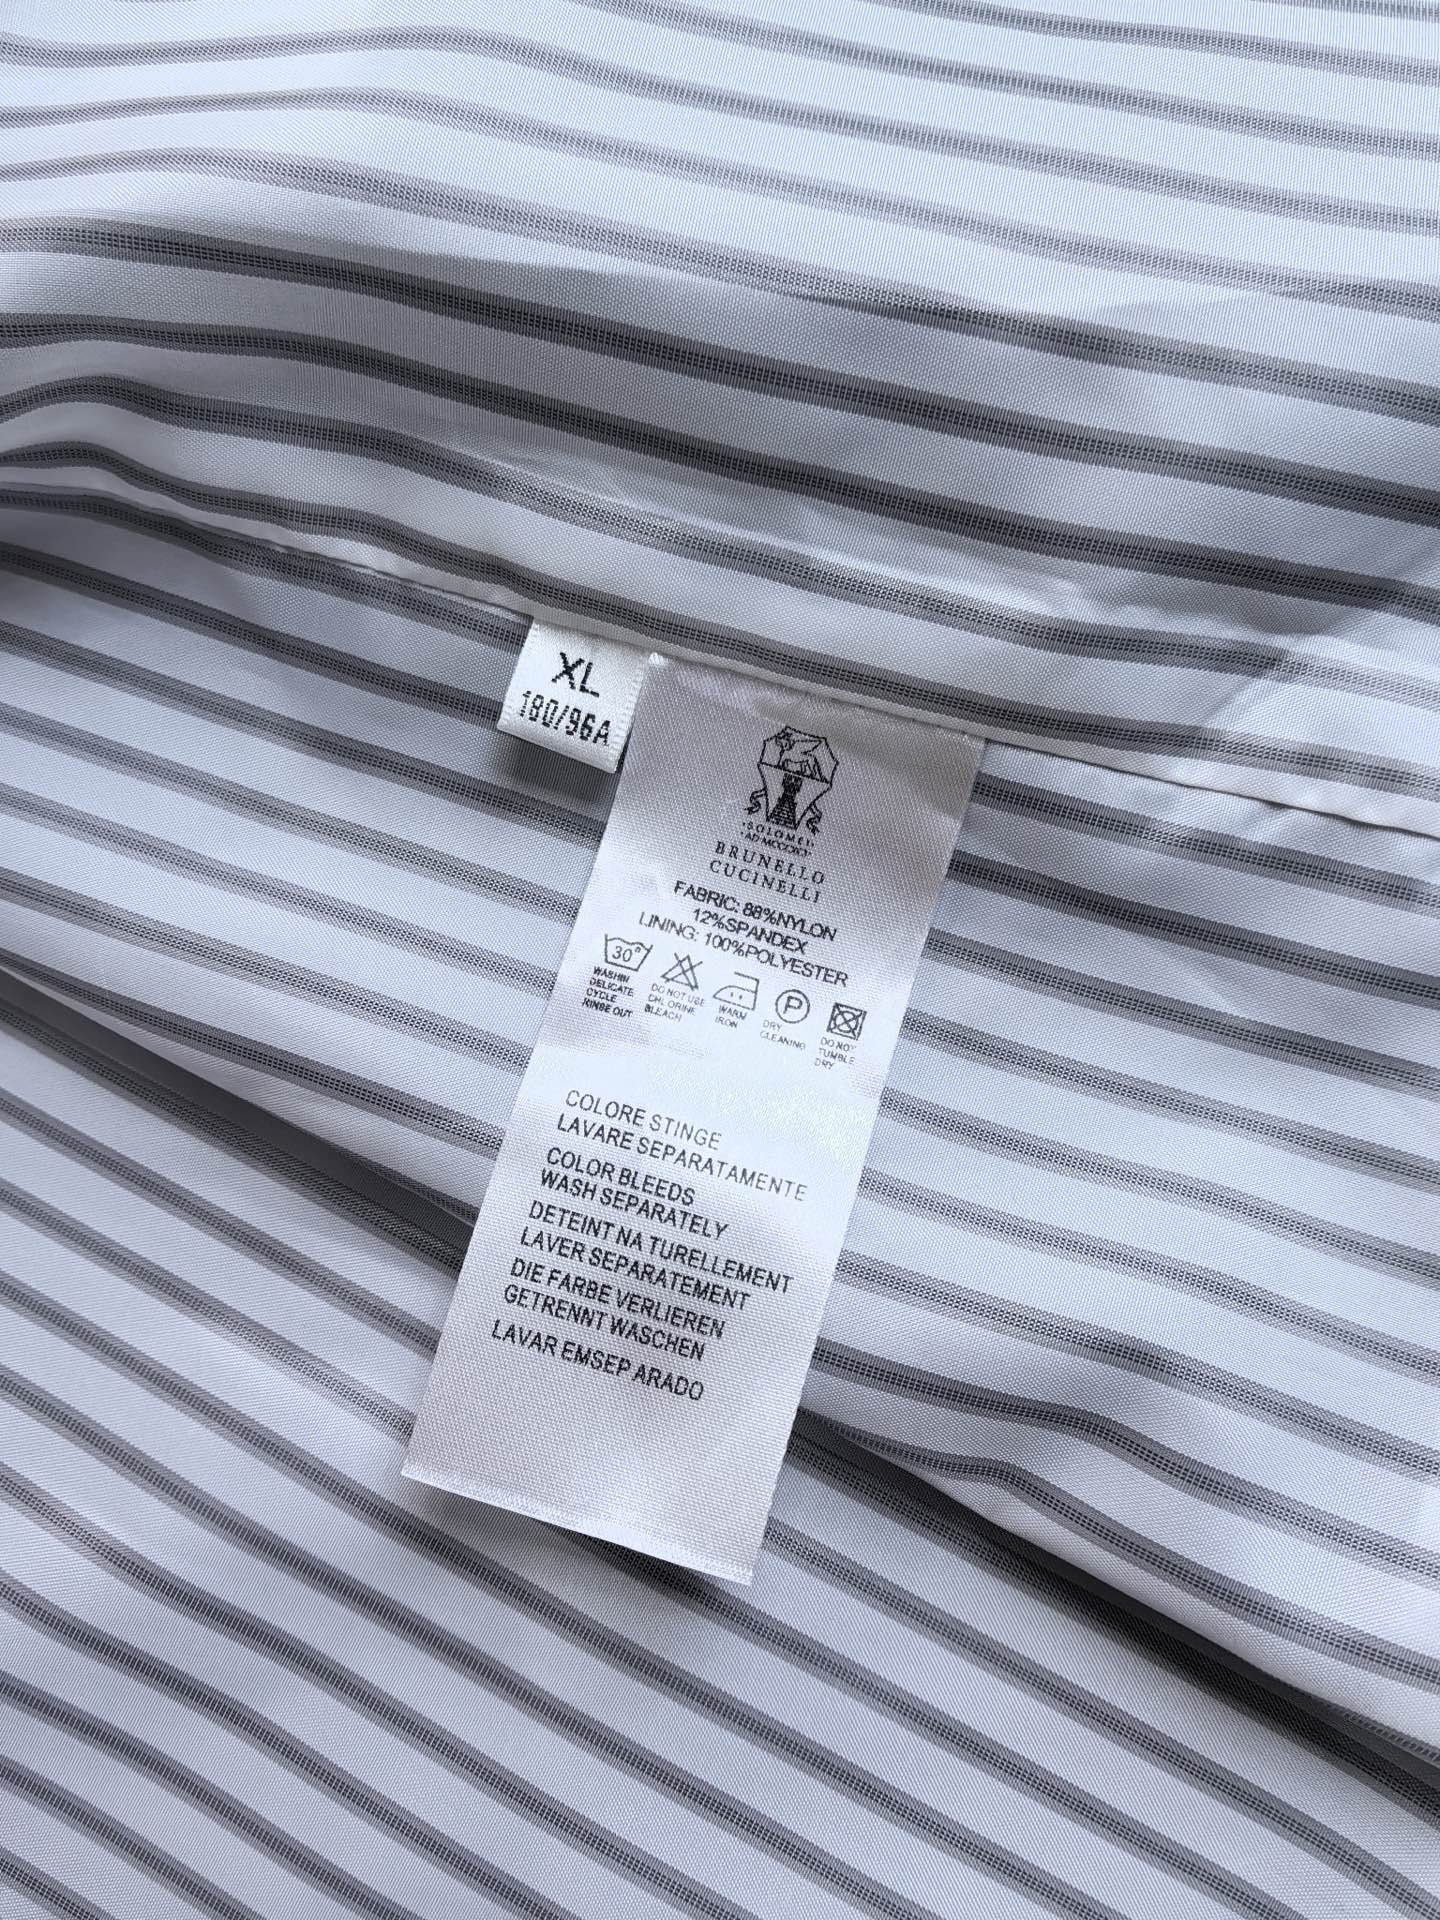 XL
180/96A
·SOLOMEI·
BRUNELLO
CUCINELLI
FABRIC: 88%NYLON
12%SPANDEX
LINING: 100%POLYESTER
30°
WASHIN
DELICATE
CYCLE
RINSE OUT
DO NOT USE
CHLORINE
BLEACH
WARM
IRON
P
DRY
CLEANING
DO NOT
TUMBLE
DRY
COLORE STINGE
LAVARE SEPARATAMENTE
COLOR BLEEDS
WASH SEPARATELY
DETEINT NA TURELLEMENT
LAVER SEPARATEMENT
DIE FARBE VERLIEREN
GETRENNT WASCHEN
LAVAR EMSEP ARADO